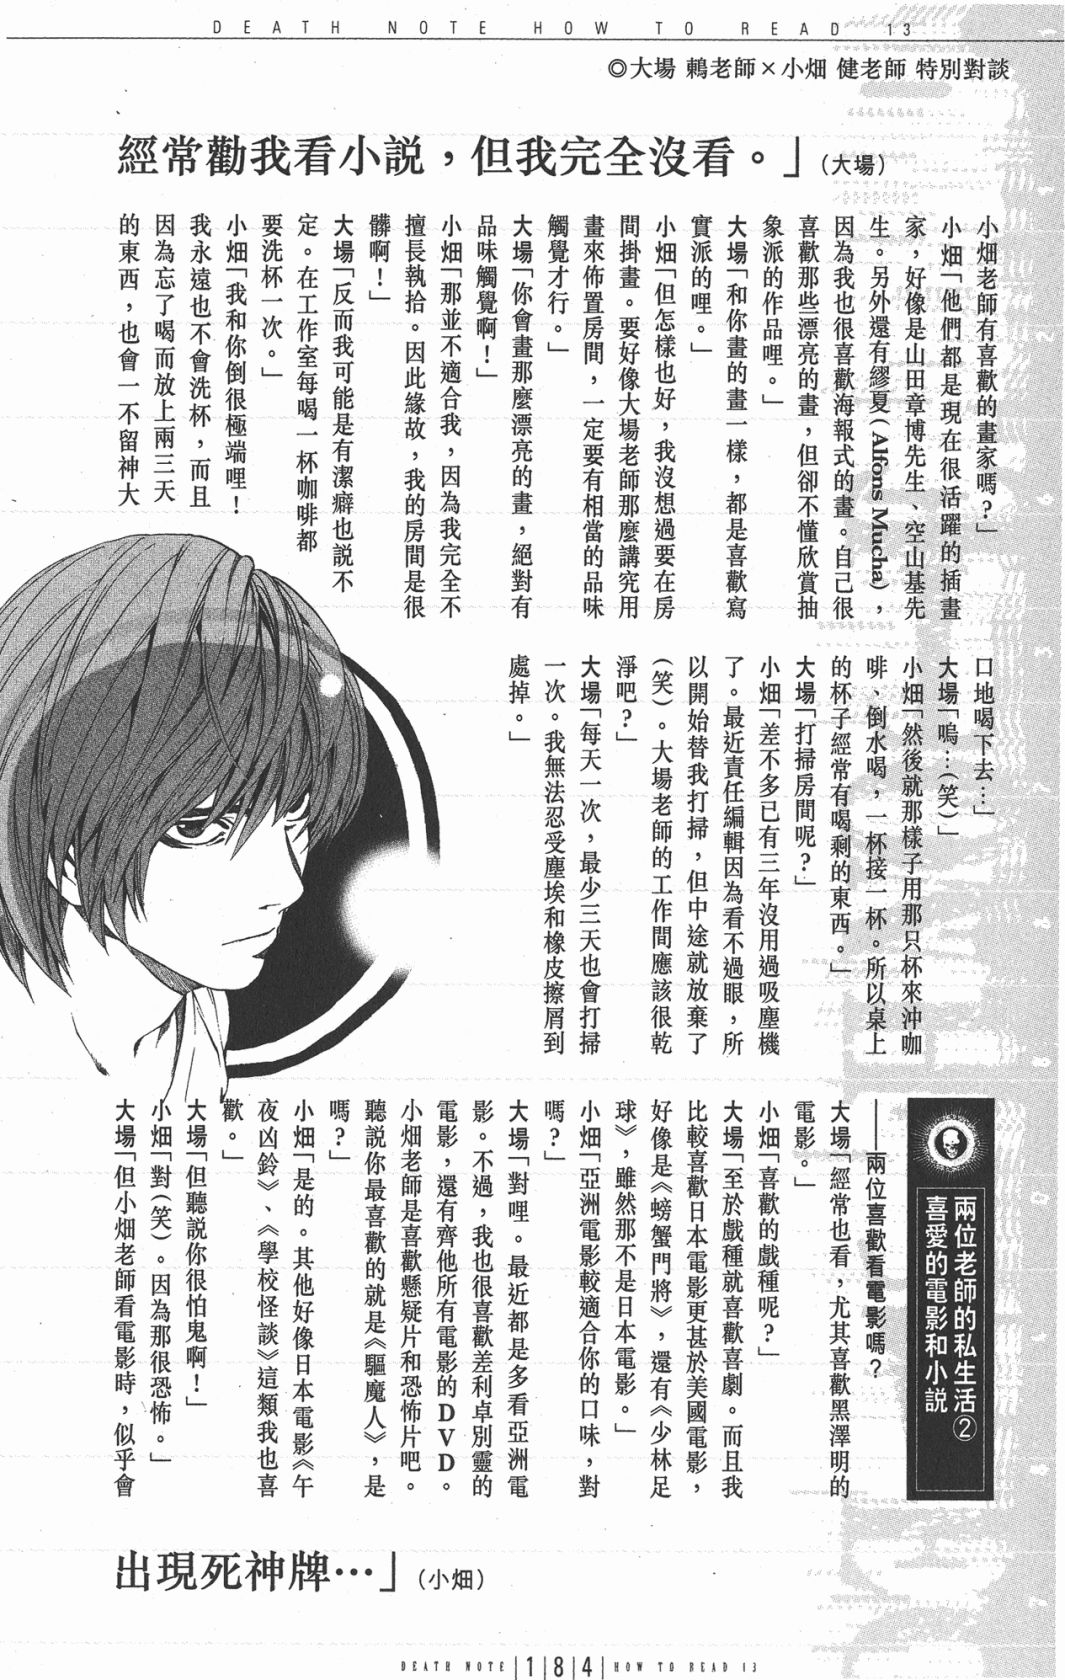 DEATH NOTE HOW TO READ 13
◎大場 鶇老師×小畑 健老師 特別對談
經常勸我看小説，但我完全沒看。」（大場）
小畑老師有喜歡的畫家嗎？」
小畑「他們都是現在很活躍的插畫
家，好像是山田章博先生、空山基先
生。另外還有繆夏（Alfons Mucha），
因為我也很喜歡海報式的畫。自己很
喜歡那些漂亮的畫，但卻不懂欣賞抽
象派的作品哩。」
大場「和你畫的畫一樣，都是喜歡寫
實派的哩。」
小畑「但怎樣也好，我沒想過要在房
間掛畫。要好像大場老師那麼講究用
畫來佈置房間，一定要有相當的品味
觸覺才行。」
大場「你會畫那麼漂亮的畫，絕對有
品味觸覺啊！」
小畑「那並不適合我，因為我完全不
擅長執拾。因此緣故，我的房間是很
髒啊！」
大場「反而我可能是有潔癖也説不
定。在工作室每喝一杯咖啡都
要洗杯一次。」
小畑「我和你倒很極端哩！
我永遠也不會洗杯，而且
因為忘了喝而放上兩三天
的東西，也會一不留神大
口地喝下去…」
大場「嗚…（笑）」
小畑「然後就那樣子用那只杯來沖咖
啡、倒水喝，一杯接一杯。所以桌上
的杯子經常有喝剩的東西。」
大場「打掃房間呢？」
小畑「差不多已有三年沒用過吸塵機
了。最近責任編輯因為看不過眼，所
以開始替我打掃，但中途就放棄了
（笑）。大場老師的工作間應該很乾
淨吧？」
大場「每天一次，最少三天也會打掃
一次。我無法忍受塵埃和橡皮擦屑到
處掉。」
兩位老師的私生活②
喜愛的電影和小説
——兩位喜歡看電影嗎？
大場「經常也看，尤其喜歡黑澤明的
電影。」
小畑「喜歡的戲種呢？」
大場「至於戲種就喜歡喜劇。而且我
比較喜歡日本電影更甚於美國電影，
好像是《螃蟹門將》，還有《少林足
球》，雖然那不是日本電影。」
小畑「亞洲電影較適合你的口味，對
嗎？」
大場「對哩。最近都是多看亞洲電
影。不過，我也很喜歡差利卓別靈的
電影，還有齊他所有電影的DVD。
小畑老師是喜歡懸疑片和恐怖片吧。
聽説你最喜歡的就是《驅魔人》，是
嗎？」
小畑「是的。其他好像日本電影《午
夜凶鈴》、《學校怪談》這類我也喜
歡。」
大場「但聽説你很怕鬼啊！」
小畑「對（笑）。因為那很恐怖。」
大場「但小畑老師看電影時，似乎會
出現死神牌…」（小畑）
DEATH NOTE |1|8|4| HOW TO READ 13